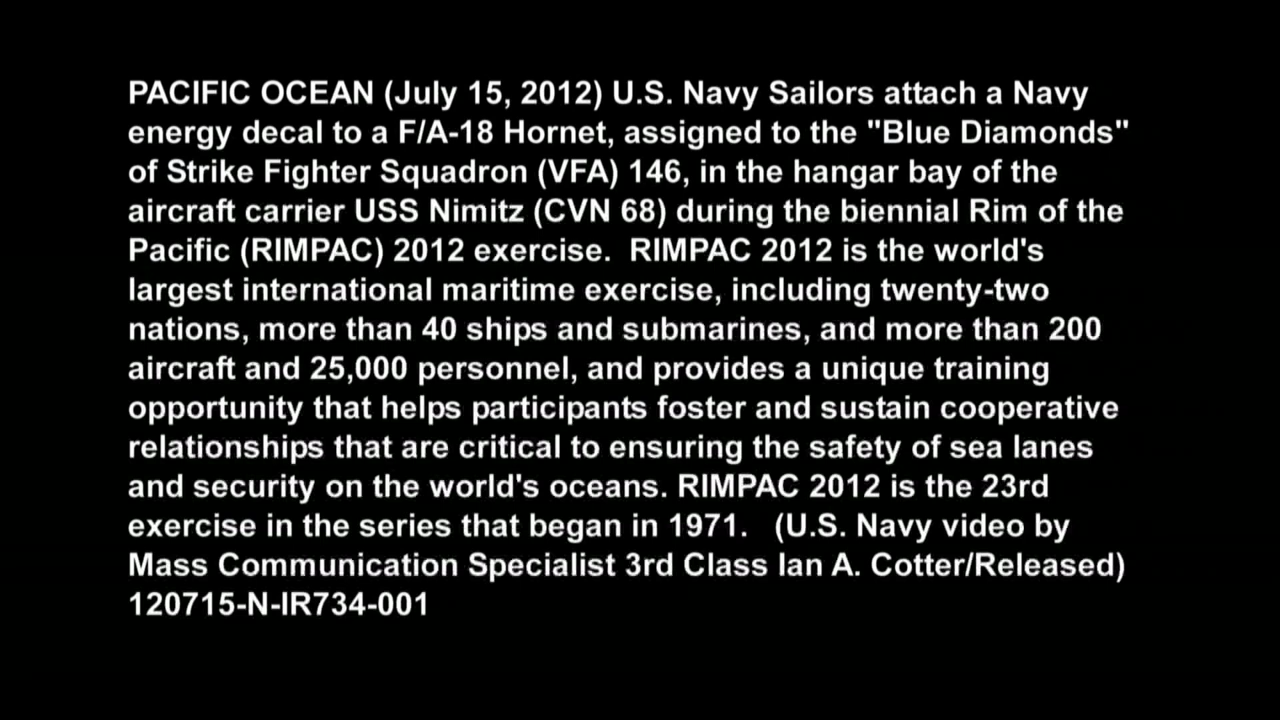 PACIFIC OCEAN (July 15, 2012) U.S. Navy Sailors attach a Navy
energy decal to a F/A-18 Hornet, assigned to the "Blue Diamonds"
of Strike Fighter Squadron (VFA) 146, in the hangar bay of the
aircraft carrier USS Nimitz (CVN 68) during the biennial Rim of the
Pacific (RIMPAC) 2012 exercise.  RIMPAC 2012 is the world's
largest international maritime exercise, including twenty-two
nations, more than 40 ships and submarines, and more than 200
aircraft and 25,000 personnel, and provides a unique training
opportunity that helps participants foster and sustain cooperative
relationships that are critical to ensuring the safety of sea lanes
and security on the world's oceans. RIMPAC 2012 is the 23rd
exercise in the series that began in 1971.   (U.S. Navy video by
Mass Communication Specialist 3rd Class Ian A. Cotter/Released)
120715-N-IR734-001